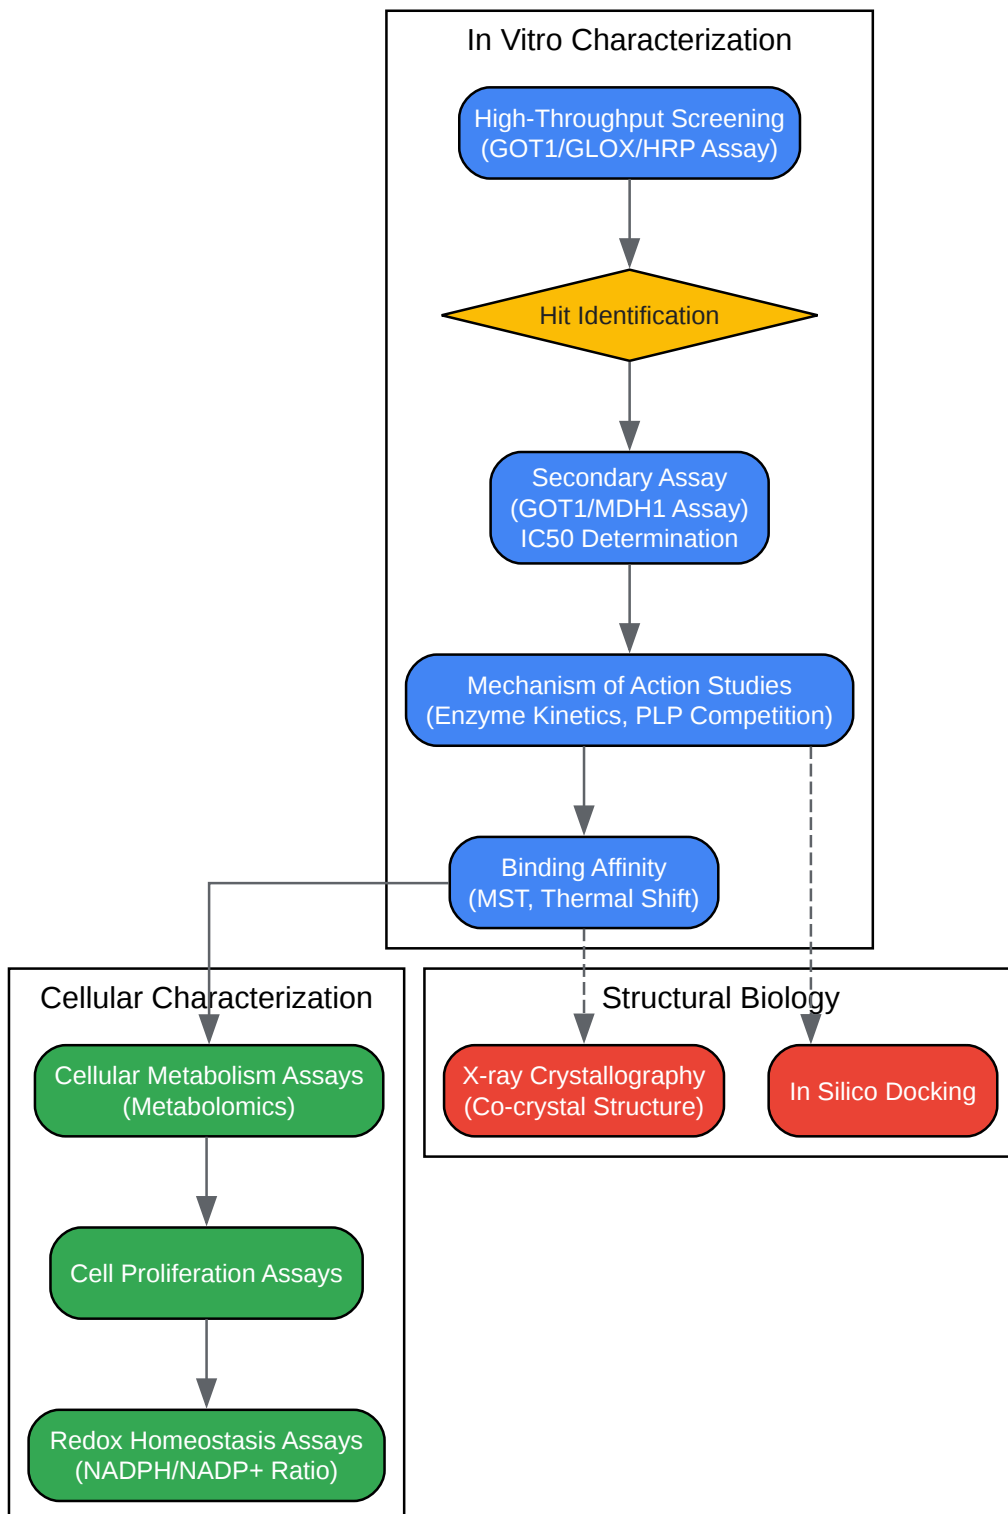 In Vitro Characterization
High-Throughput Screening
(GOT1/GLOX/HRP Assay)
Hit Identification
Secondary Assay
(GOT1/MDH1 Assay)
IC50 Determination
Mechanism of Action Studies
(Enzyme Kinetics, PLP Competition)
Binding Affinity
(MST, Thermal Shift)
Cellular Characterization
Cellular Metabolism Assays
(Metabolomics)
Cell Proliferation Assays
Redox Homeostasis Assays
(NADPH/NADP+ Ratio)
Structural Biology
X-ray Crystallography
(Co-crystal Structure)
In Silico Docking